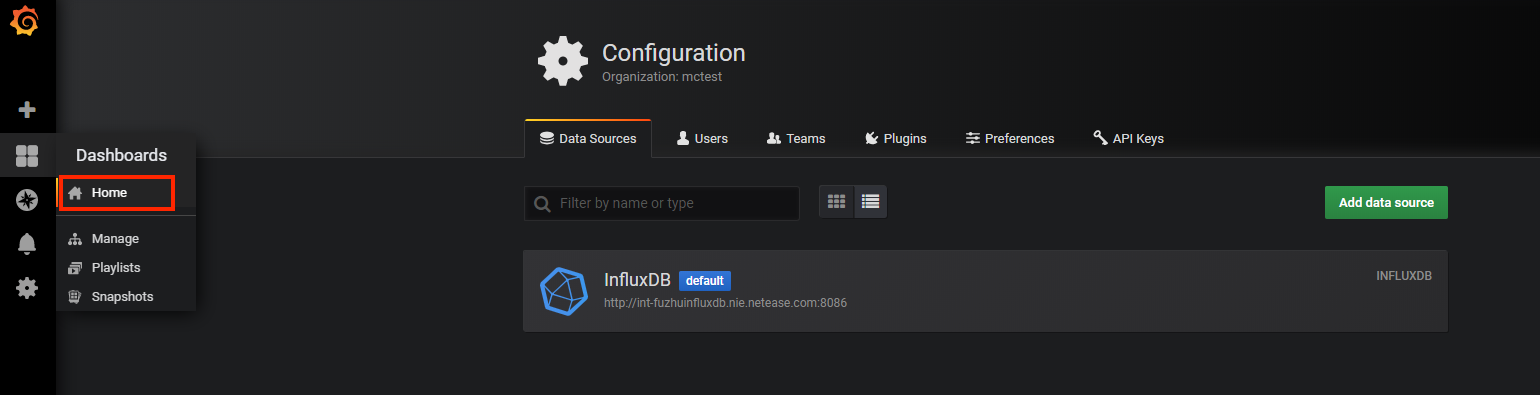 Configuration
Organization: mctest
Data Sources
Users
Teams
Plugins
Preferences
API Keys
Dashboards
Home
Manage
Playlists
Snapshots
Filter by name or type
Add data source
InfluxDB default
INFLUXDB
http://int-fuzhuinfluxdb.nie.netease.com:8086